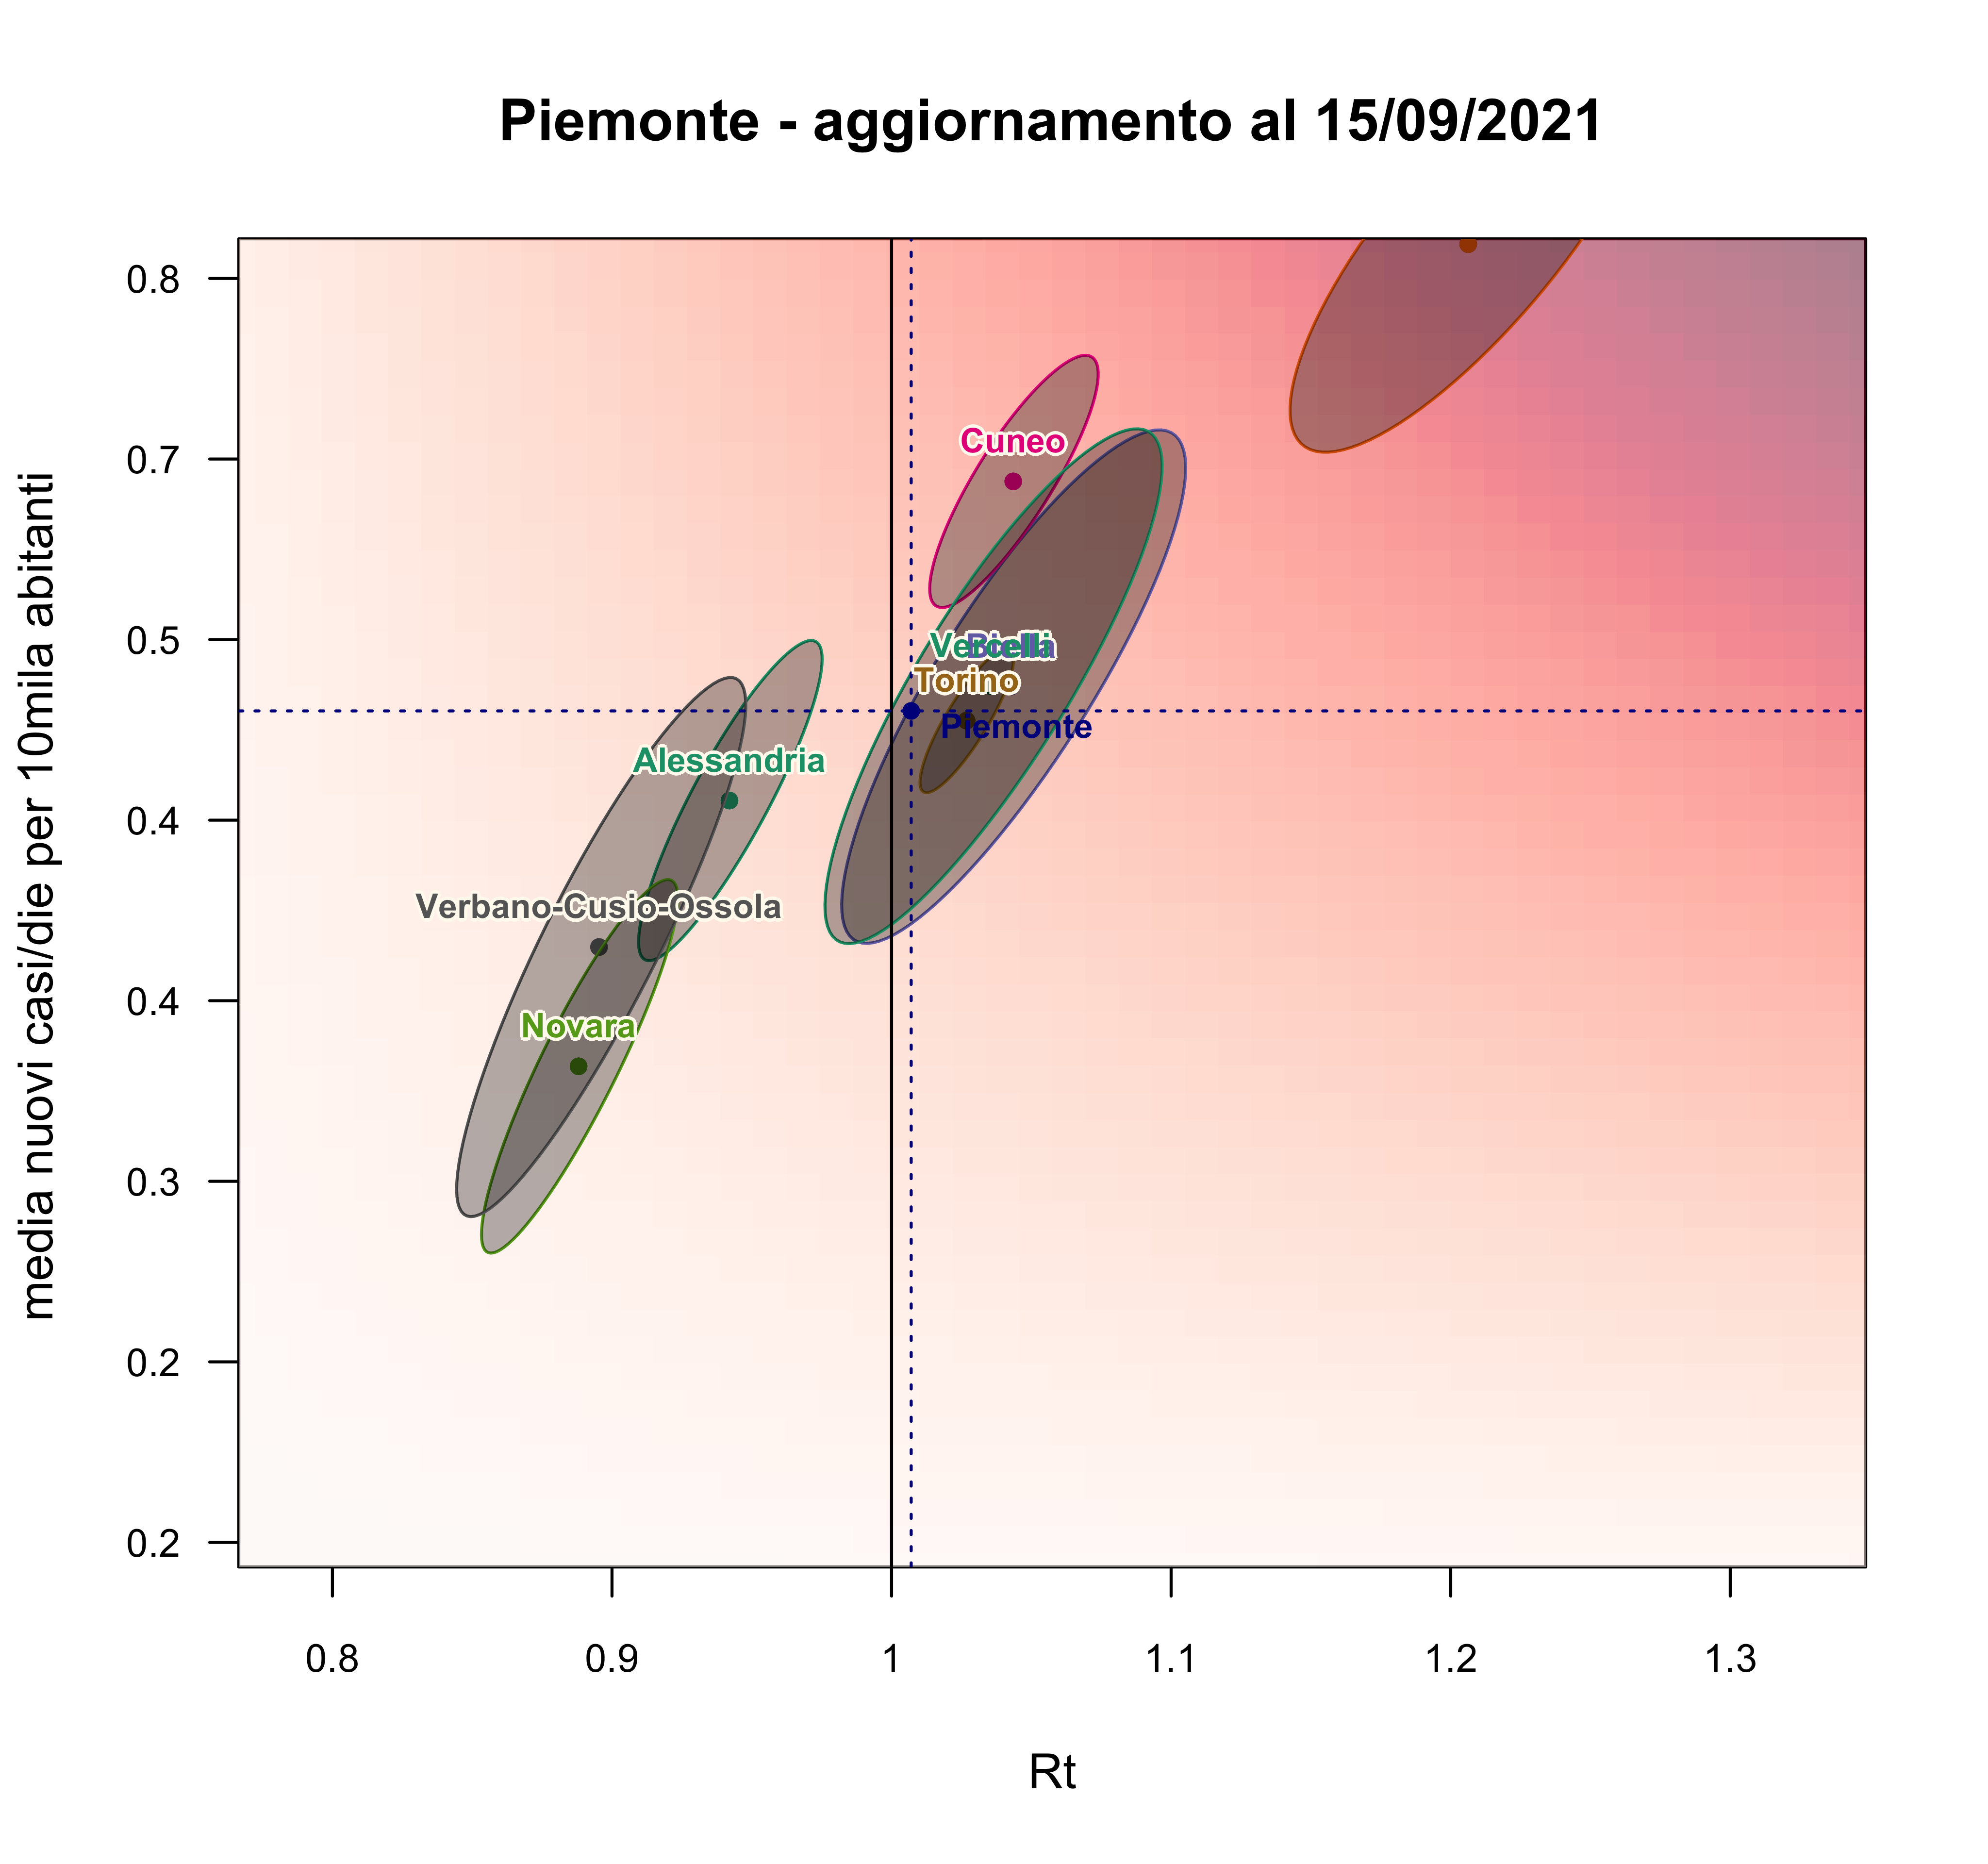 Piemonte - aggiornamento al 15/09/2021
media nuovi casi/die per 10mila abitanti
0.8
0.7
0.5
0.4
0.4
0.3
0.2
0.2
Cuneo
Vercelli
Biella
Torino
Piemonte
Alessandria
Verbano-Cusio-Ossola
Novara
0.8 0.9 1 1.1 1.2 1.3
Rt